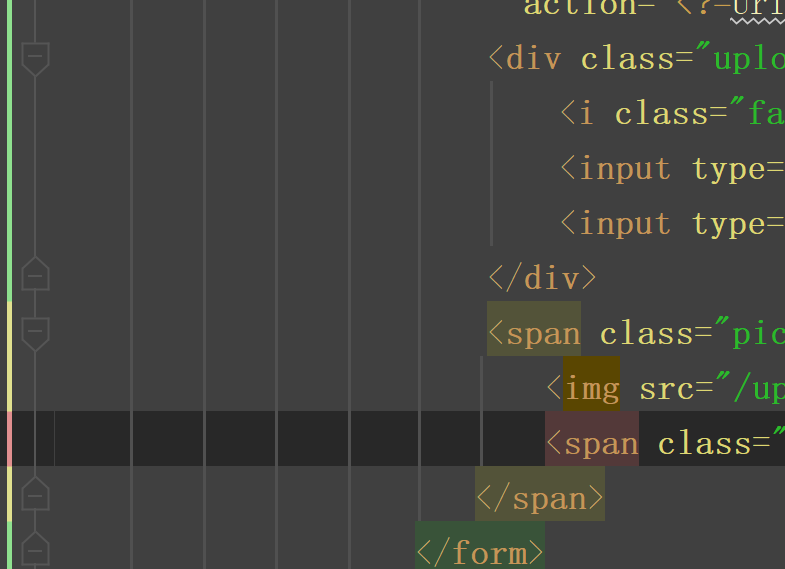 action="<?=Url
<div class="uplo
<i class="fa
<input type=
<input type=
</div>
<span class="pic
<img src="/up
<span class="
</span>
</form>